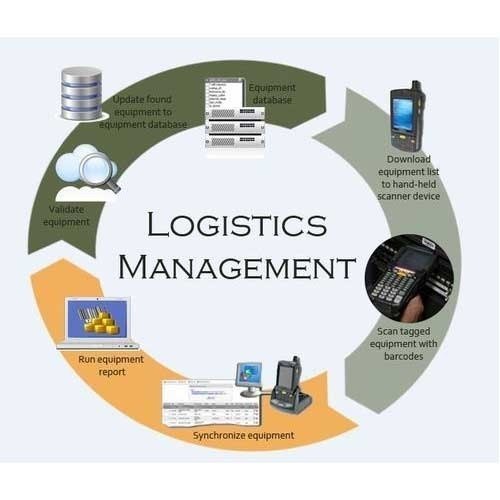 LOGISTICS
MANAGEMENT
Equipment
database
Download
equipment list
to hand-held
scanner device
Scan tagged
equipment with
barcodes
Synchronize equipment
Run equipment
report
Validate
equipment
Update found
equipment to
equipment database